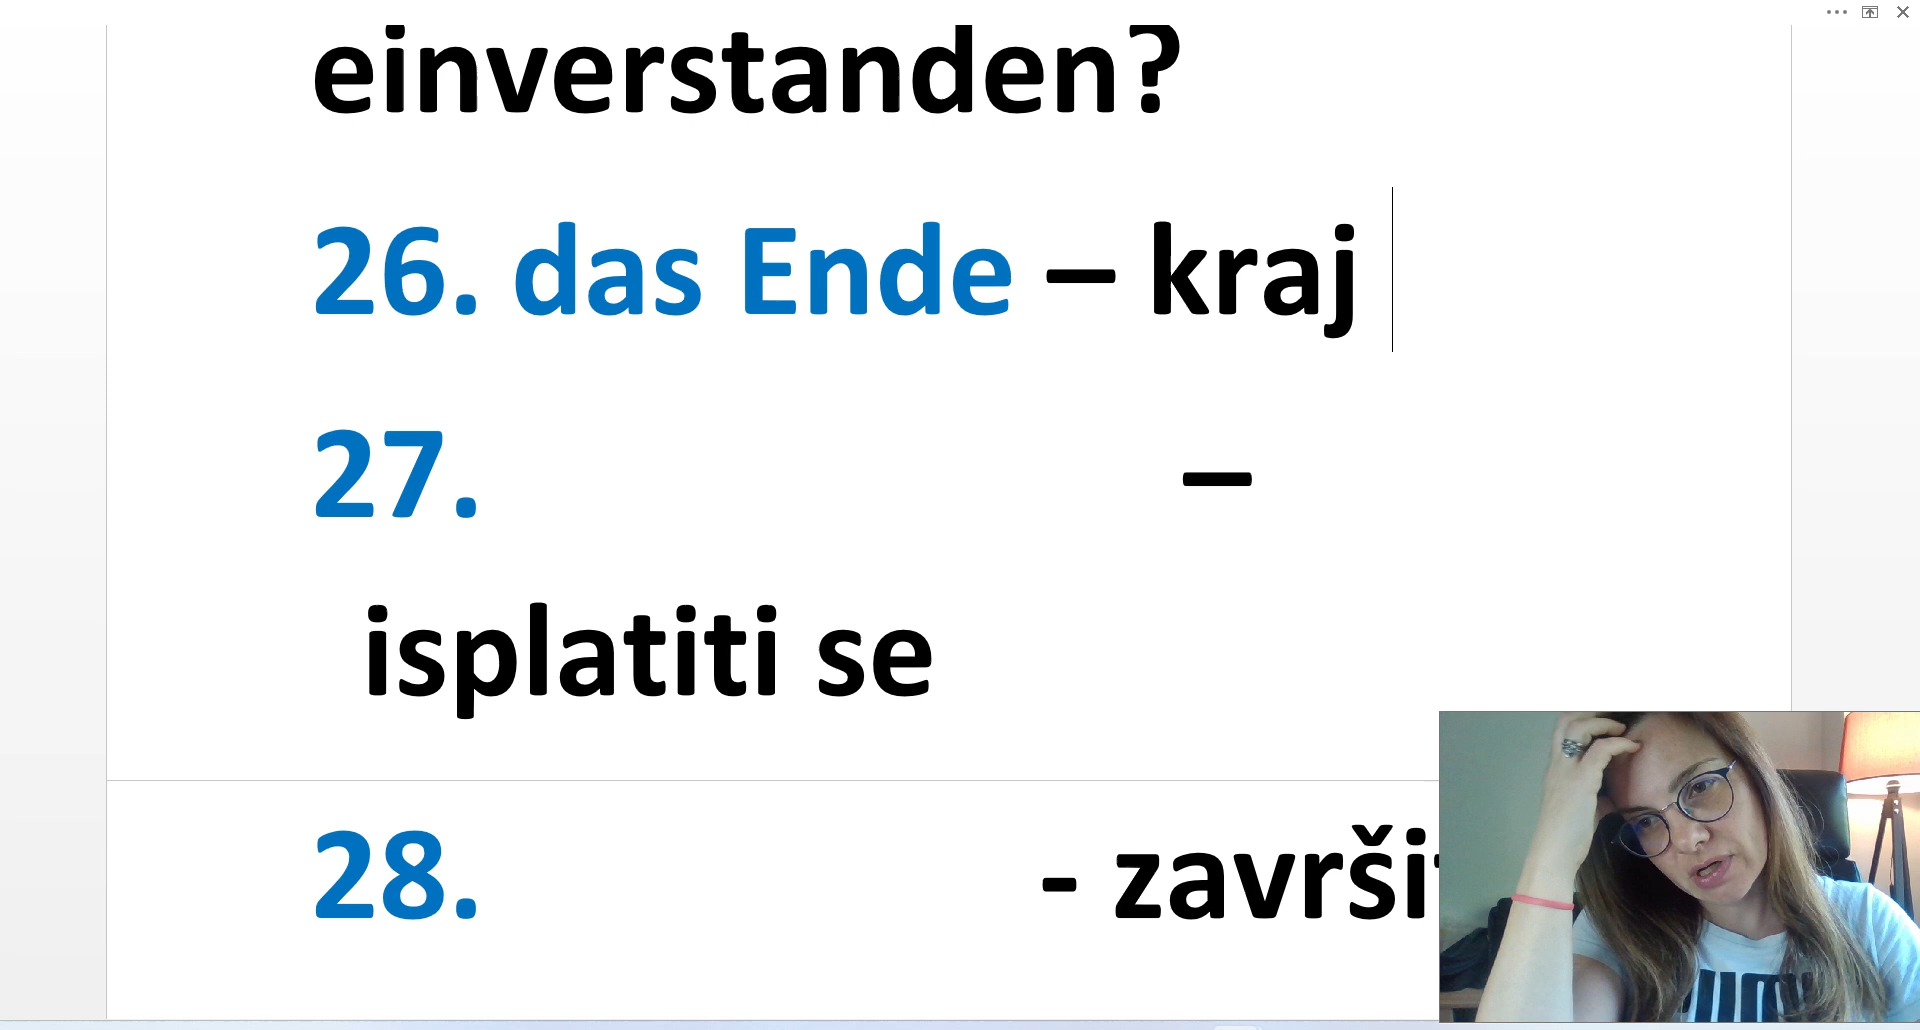 einverstanden?
26. das Ende – kraj
27. –
isplatiti se
28. - završi